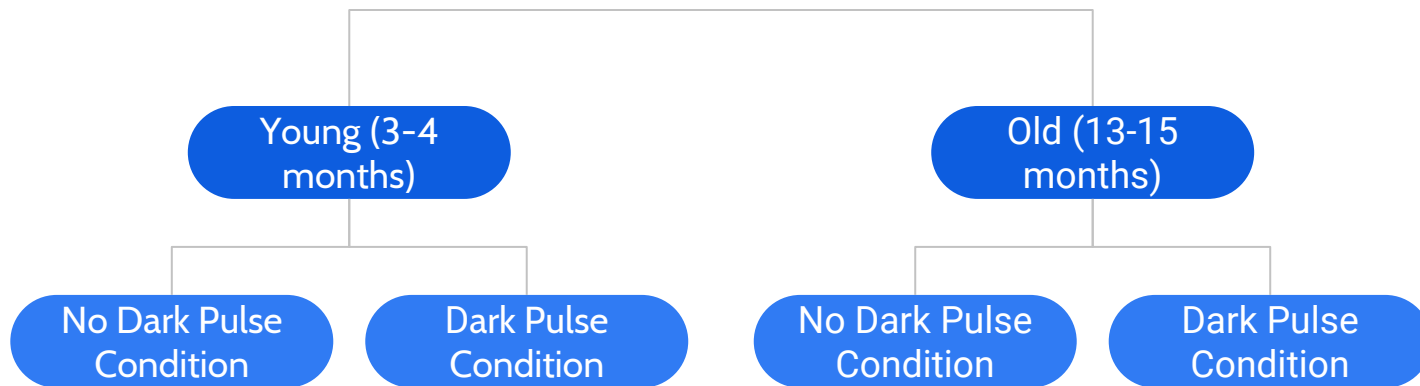 Young (3-4
months)
Old (13-15
months)
No Dark Pulse
Condition
Dark Pulse
Condition
No Dark Pulse
Condition
Dark Pulse
Condition